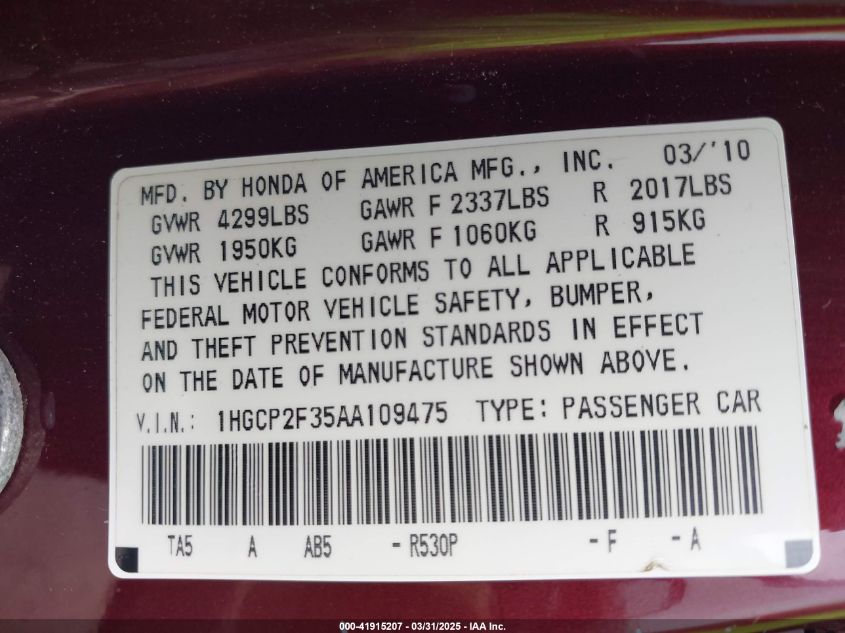 MFD. BY HONDA OF AMERICA MFG., INC. 03/'10
GVWR 4299LBS GAWR F 2337LBS R 2017LBS
GVWR 1950KG GAWR F 1060KG R 915KG
THIS VEHICLE CONFORMS TO ALL APPLICABLE
FEDERAL MOTOR VEHICLE SAFETY, BUMPER,
AND THEFT PREVENTION STANDARDS IN EFFECT
ON THE DATE OF MANUFACTURE SHOWN ABOVE.
V.I.N.: 1HGCP2F35AA109475 TYPE: PASSENGER CAR
TA5 A AB5 - R530P - F - A
000-41915207 - 03/31/2025 - IAA Inc.